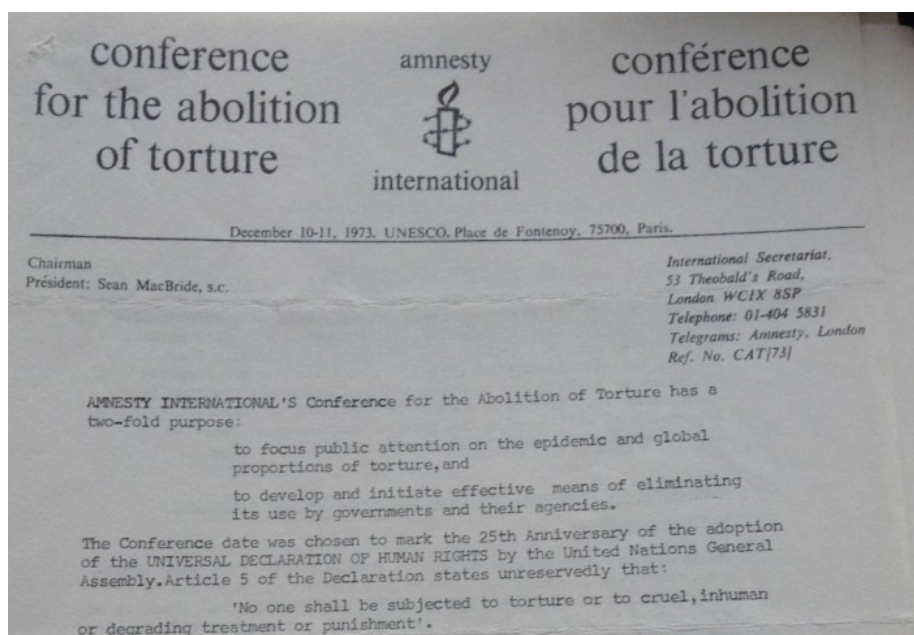 conference
for the abolition
of torture
amnesty
international
conférence
pour l'abolition
de la torture
December 10-11, 1973. UNESCO, Place de Fontenoy, 75700, Paris.
Chairman
Président: Sean MacBride, s.c.
International Secretariat,
53 Theobald's Road,
London WC1X 8SP
Telephone: 01-404 5831
Telegrams: Amnesty, London
Ref. No. CAT|73|
AMNESTY INTERNATIONAL'S Conference for the Abolition of Torture has a
two-fold purpose:
to focus public attention on the epidemic and global
proportions of torture,and
to develop and initiate effective means of eliminating
its use by governments and their agencies.
The Conference date was chosen to mark the 25th Anniversary of the adoption
of the UNIVERSAL DECLARATION OF HUMAN RIGHTS by the United Nations General
Assembly.Article 5 of the Declaration states unreservedly that:
'No one shall be subjected to torture or to cruel,inhuman
or degrading treatment or punishment'.